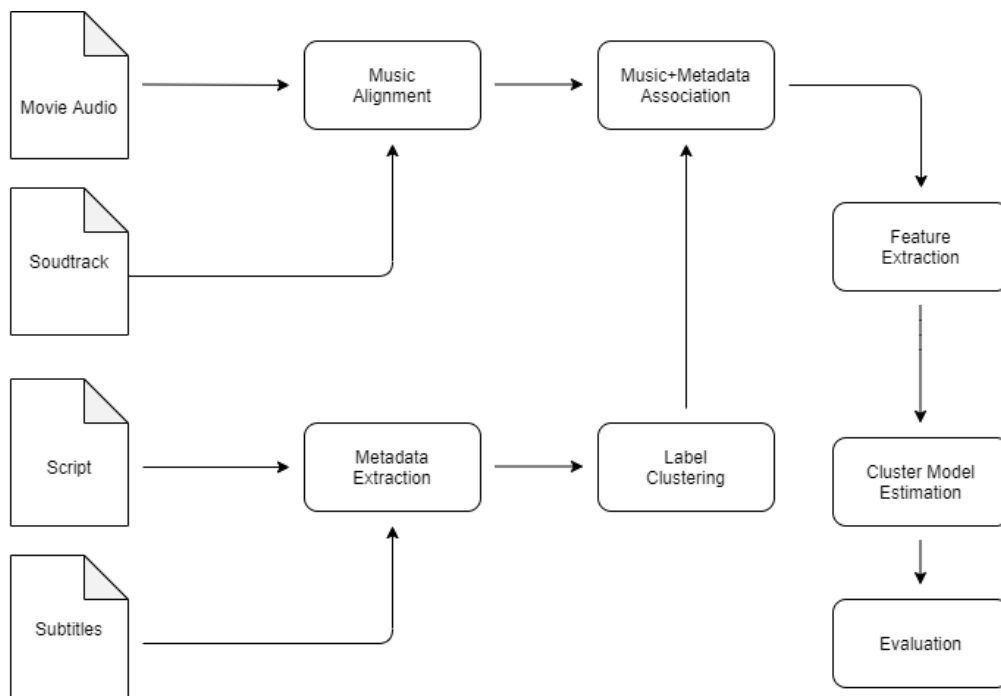 Movie Audio
Music
Alignment
Music+Metadata
Association
Soudtrack
Feature
Extraction
Script
Metadata
Extraction
Label
Clustering
Cluster Model
Estimation
Subtitles
Evaluation